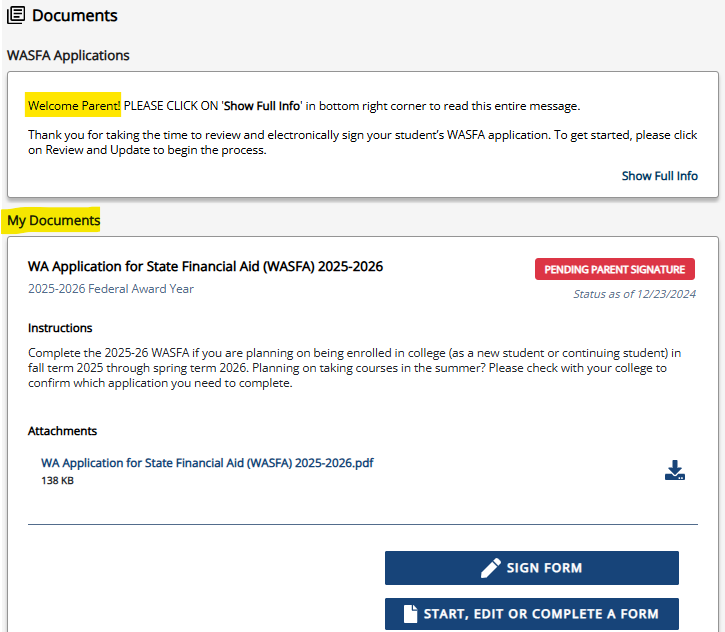 Documents
WASFA Applications
Welcome Parent! PLEASE CLICK ON 'Show Full Info' in bottom right corner to read this entire message.
Thank you for taking the time to review and electronically sign your student's WASFA application. To get started, please click
on Review and Update to begin the process.
Show Full Info
My Documents
WA Application for State Financial Aid (WASFA) 2025-2026
PENDING PARENT SIGNATURE
2025-2026 Federal Award Year
Status as of 12/23/2024
Instructions
Complete the 2025-26 WASFA if you are planning on being enrolled in college (as a new student or continuing student) in
fall term 2025 through spring term 2026. Planning on taking courses in the summer? Please check with your college to
confirm which application you need to complete.
Attachments
WA Application for State Financial Aid (WASFA) 2025-2026.pdf
138 KB
SIGN FORM
START, EDIT OR COMPLETE A FORM